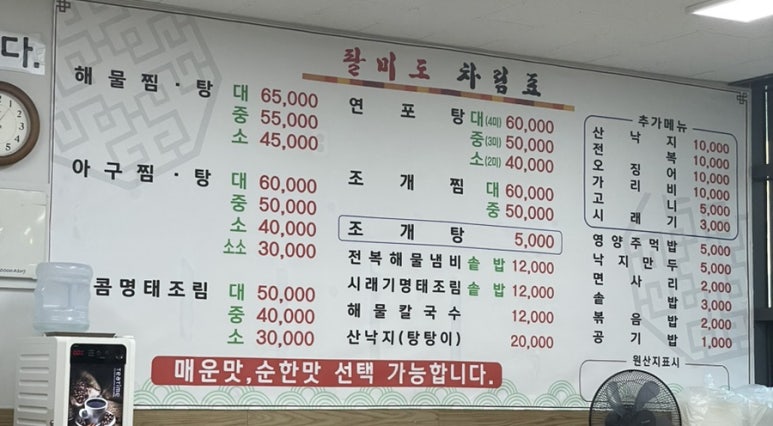 다.
팔미도 차림표
해물찜·탕 대 65,000
중 55,000
소 45,000
아구찜·탕 대 60,000
중 50,000
소 40,000
소소 30,000
콤명태조림 대 50,000
중 40,000
소 30,000
연포탕 대(4미) 60,000
중(3미) 50,000
소(2미) 40,000
조개찜 대 60,000
중 50,000
조개탕 5,000
전복해물냄비 솥밥 12,000
시래기명태조림 솥밥 12,000
해물칼국수 12,000
산낙지(탕탕이) 20,000
추가메뉴
산낙지 10,000
전복 10,000
오징어 10,000
가리비 10,000
고니 5,000
시래기 3,000
영양주먹밥 5,000
낙지만두 5,000
면사리 2,000
솥밥 3,000
볶음밥 2,000
공기밥 1,000
원산지표시
매운맛,순한맛 선택 가능합니다.
TEATIME
COFFEE